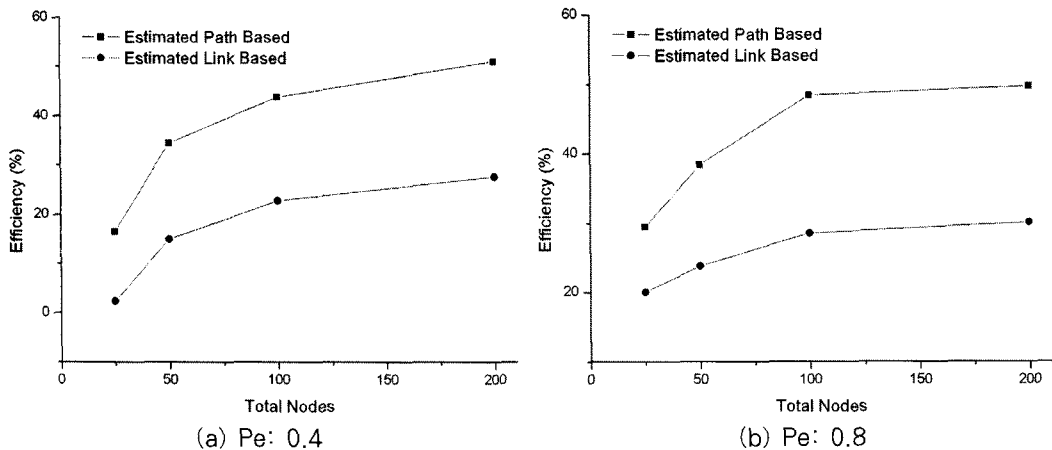 60
40
20
0
Efficiency (%)
Estimated Path Based
Estimated Link Based
0
50
100
150
200
Total Nodes
(a) Pe: 0.4
60
40
20
Efficiency (%)
Estimated Path Based
Estimated Link Based
0
50
100
150
200
Total Nodes
(b) Pe: 0.8